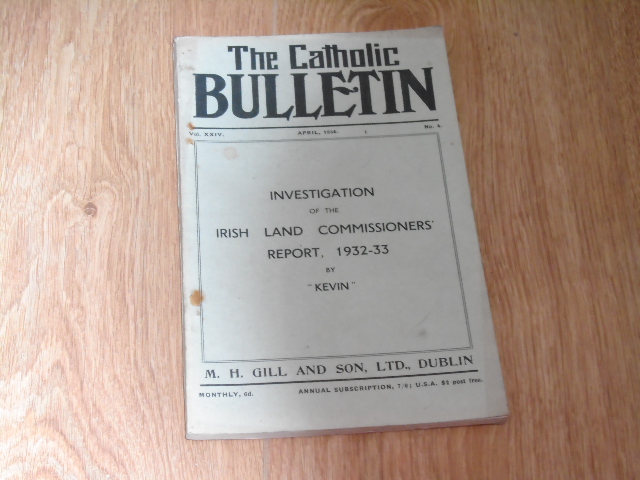 The Catholic
BULLETIN
Vol. XXIV. APRIL, 1934. No. 4.
INVESTIGATION
OF THE
IRISH LAND COMMISSIONERS'
REPORT, 1932-33
BY
"KEVIN"
M. H. GILL AND SON, LTD., DUBLIN
MONTHLY, 6d. ANNUAL SUBSCRIPTION, 7/6; U.S.A. $2 post free.